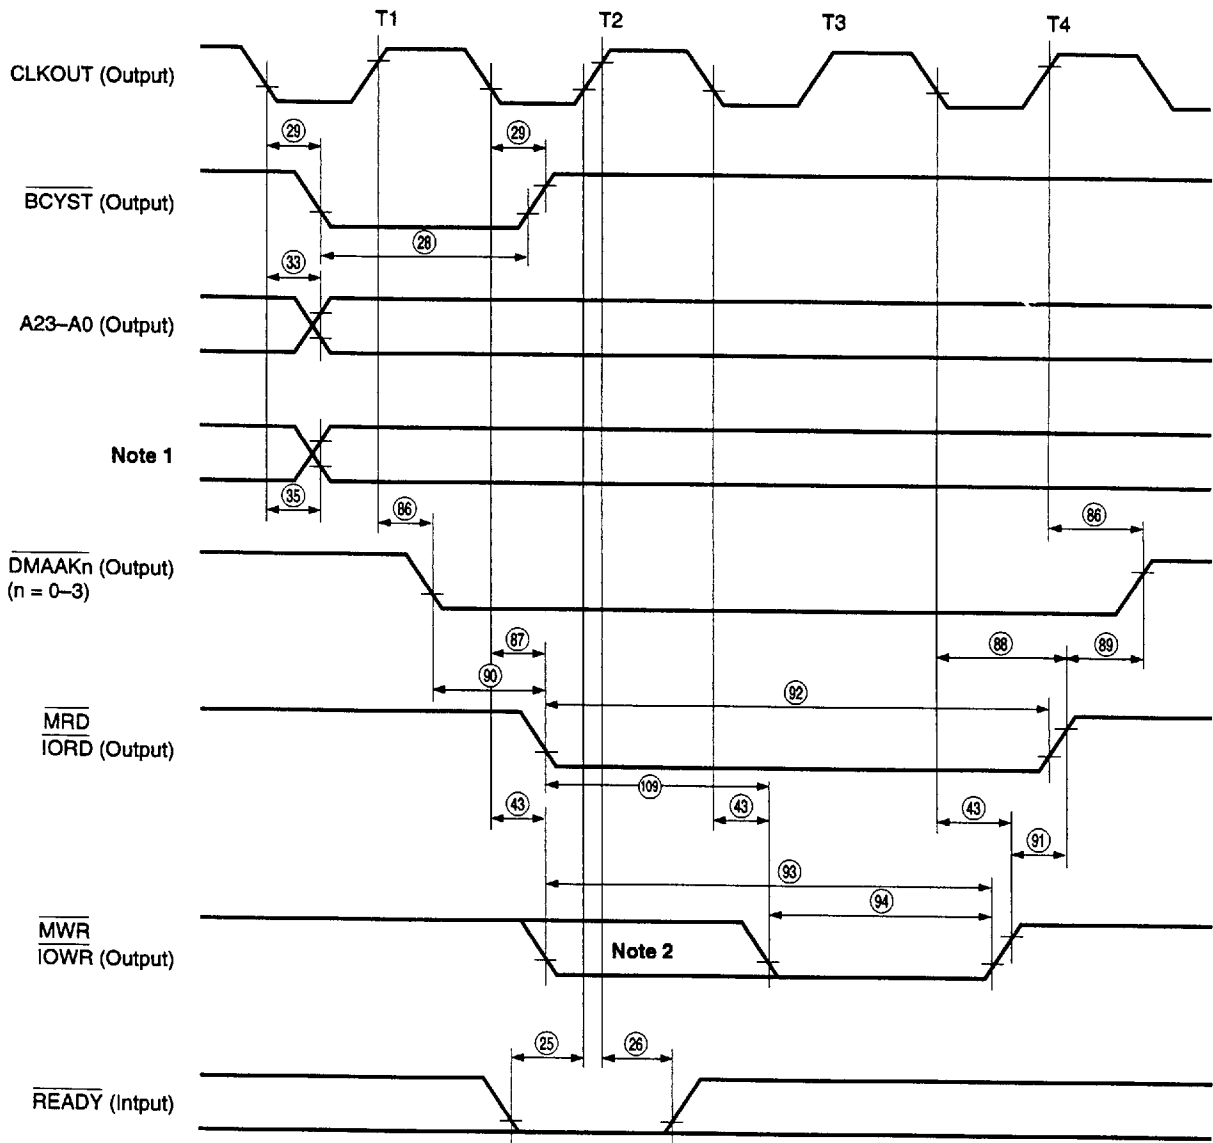 T1 T2 T3 T4
CLKOUT (Output)
29 29
BCYST (Output)
28
33
A23–A0 (Output)
Note 1
35 86 86
DMAAKn (Output)
(n = 0–3)
87 88 89
90 92
MRD
IORD (Output)
109
43 43 43
91
93
94
MWR
IOWR (Output)
Note 2
25 26
READY (Intput)